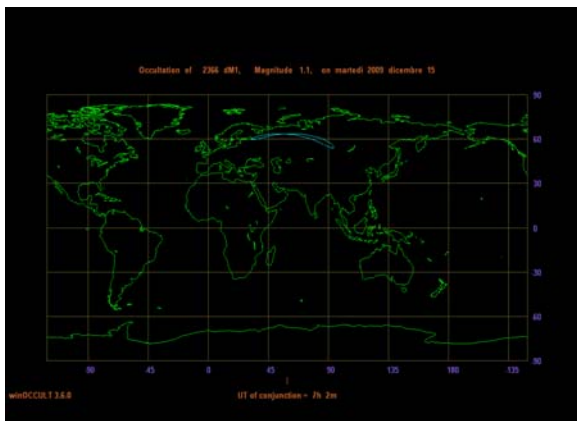 Occultation of 2366 dM1, Magnitude 1.1, on martedì 2009 dicembre 15
90
60
30
0
-30
-60
-90
-90 -45 0 45 90 135 180 -135
winOCCULT 3.6.0 UT of conjunction = 7h 2m